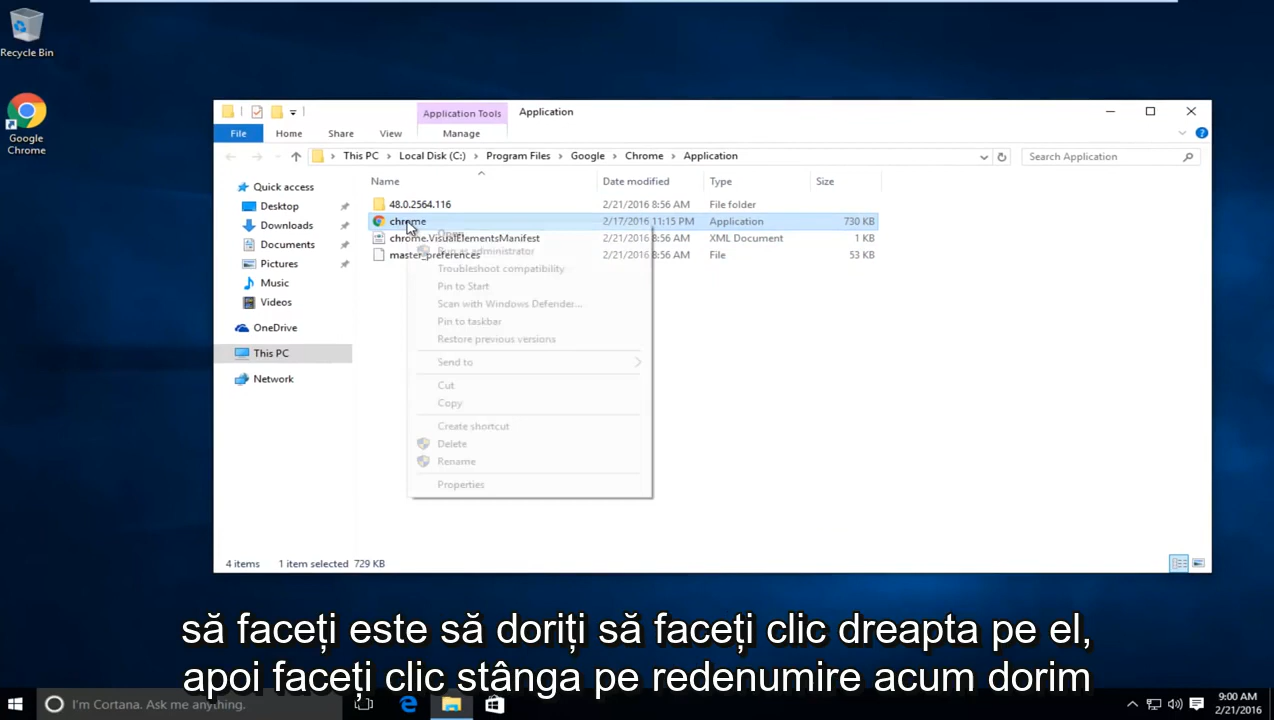 Recycle Bin
Google
Chrome
Application Tools
Application
File
Home
Share
View
Manage
This PC
Local Disk (C:)
Program Files
Google
Chrome
Application
Search Application
Name
Date modified
Type
Size
Quick access
Desktop
Downloads
Documents
Pictures
Music
Videos
OneDrive
This PC
Network
48.0.2564.116 2/21/2016 8:56 AM File folder
chrome 2/17/2016 11:15 PM Application 730 KB
chrome.VisualElementsManifest 2/21/2016 8:56 AM XML Document 1 KB
master_preferences 2/21/2016 8:56 AM File 53 KB
Open
Run as administrator
Troubleshoot compatibility
Pin to Start
Scan with Windows Defender...
Pin to taskbar
Restore previous versions
Send to
Cut
Copy
Create shortcut
Delete
Rename
Properties
4 items 1 item selected 729 KB
să faceți este să doriți să faceți clic dreapta pe el,
apoi faceți clic stânga pe redenumire acum dorim
I'm Cortana. Ask me anything.
9:00 AM
2/21/2016